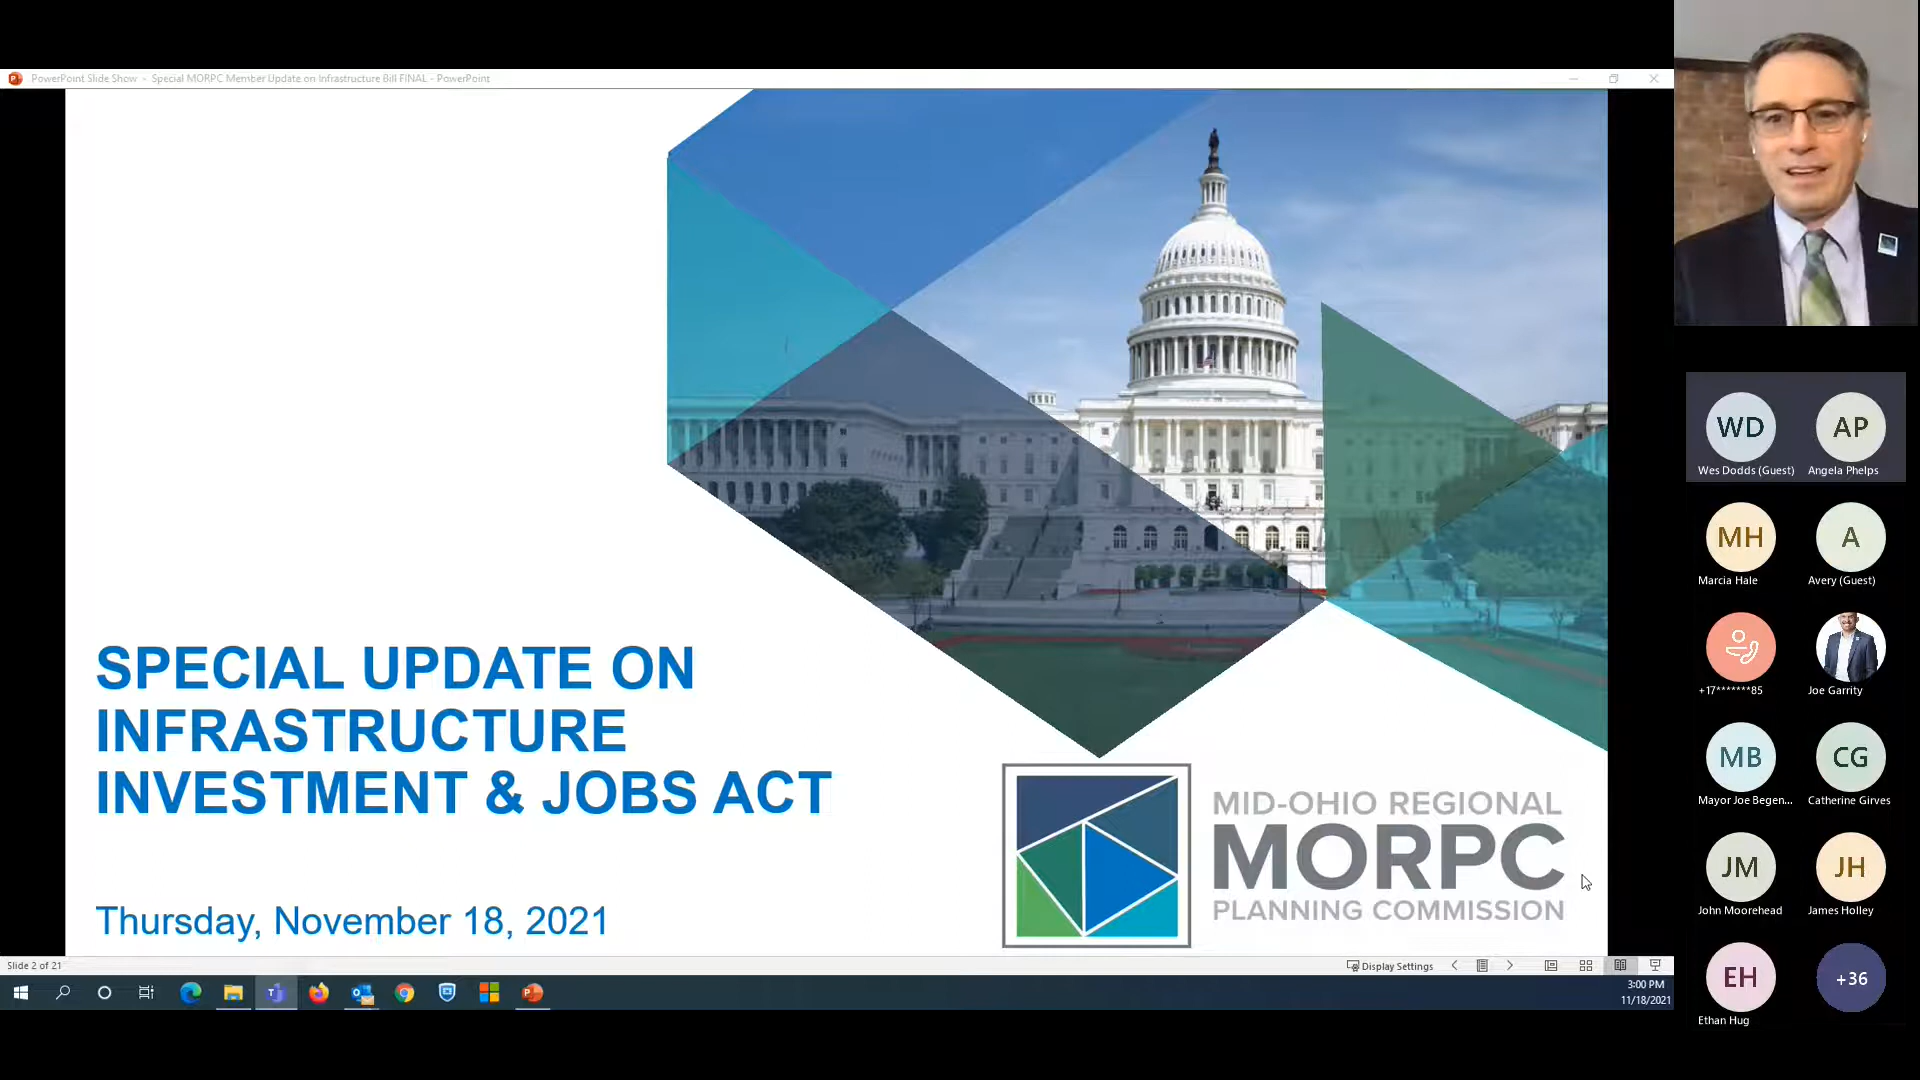 PowerPoint Slide Show - Special MORPC Member Update on Infrastructure Bill FINAL - PowerPoint
SPECIAL UPDATE ON
INFRASTRUCTURE
INVESTMENT & JOBS ACT
Thursday, November 18, 2021
MID-OHIO REGIONAL
MORPC
PLANNING COMMISSION
Slide 2 of 21
Display Settings
3:00 PM
11/18/2021
WD
Wes Dodds (Guest)
AP
Angela Phelps
MH
Marcia Hale
A
Avery (Guest)
+17*******85
Joe Garrity
MB
Mayor Joe Begen...
CG
Catherine Girves
JM
John Moorehead
JH
James Holley
EH
Ethan Hug
+36